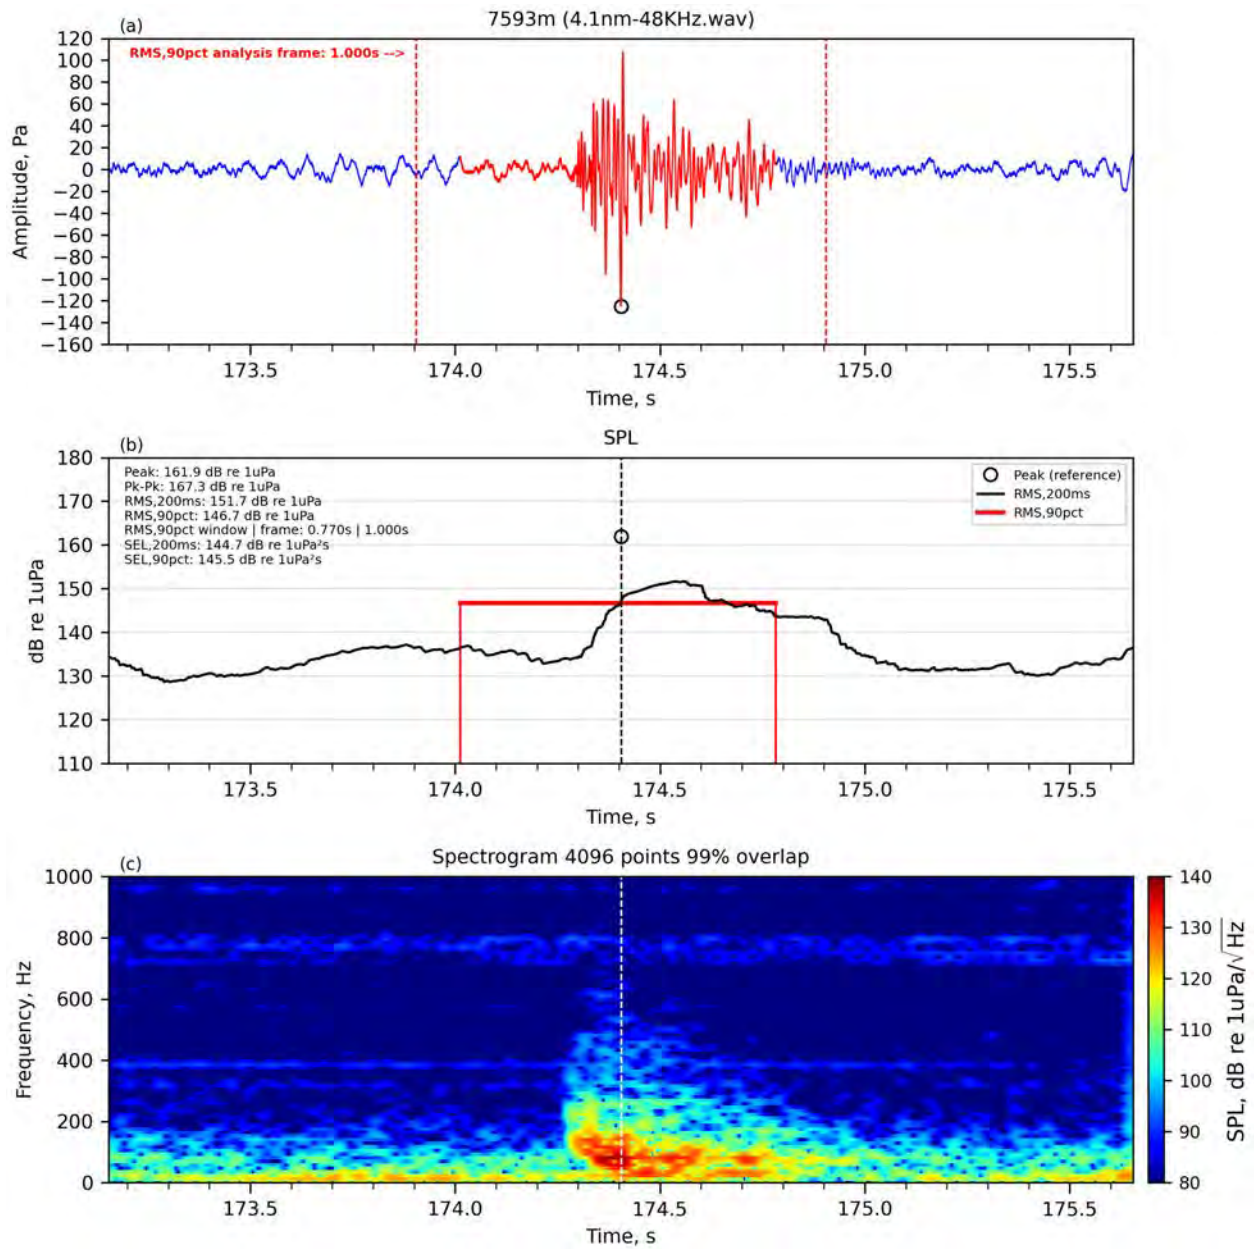 (a)
7593m (4.1nm-48KHz.wav)
RMS,90pct analysis frame: 1.000s -->
120
100
80
60
40
20
0
−20
−40
−60
−80
−100
−120
−140
−160
Amplitude, Pa
173.5 174.0 174.5 175.0 175.5
Time, s
(b)
SPL
Peak: 161.9 dB re 1uPa
Pk-Pk: 167.3 dB re 1uPa
RMS,200ms: 151.7 dB re 1uPa
RMS,90pct: 146.7 dB re 1uPa
RMS,90pct window | frame: 0.770s | 1.000s
SEL,200ms: 144.7 dB re 1uPa²s
SEL,90pct: 145.5 dB re 1uPa²s
Peak (reference)
RMS,200ms
RMS,90pct
180
170
160
150
140
130
120
110
dB re 1uPa
173.5 174.0 174.5 175.0 175.5
Time, s
(c)
Spectrogram 4096 points 99% overlap
1000
800
600
400
200
0
Frequency, Hz
173.5 174.0 174.5 175.0 175.5
Time, s
140
130
120
110
100
90
80
SPL, dB re 1uPa/√Hz